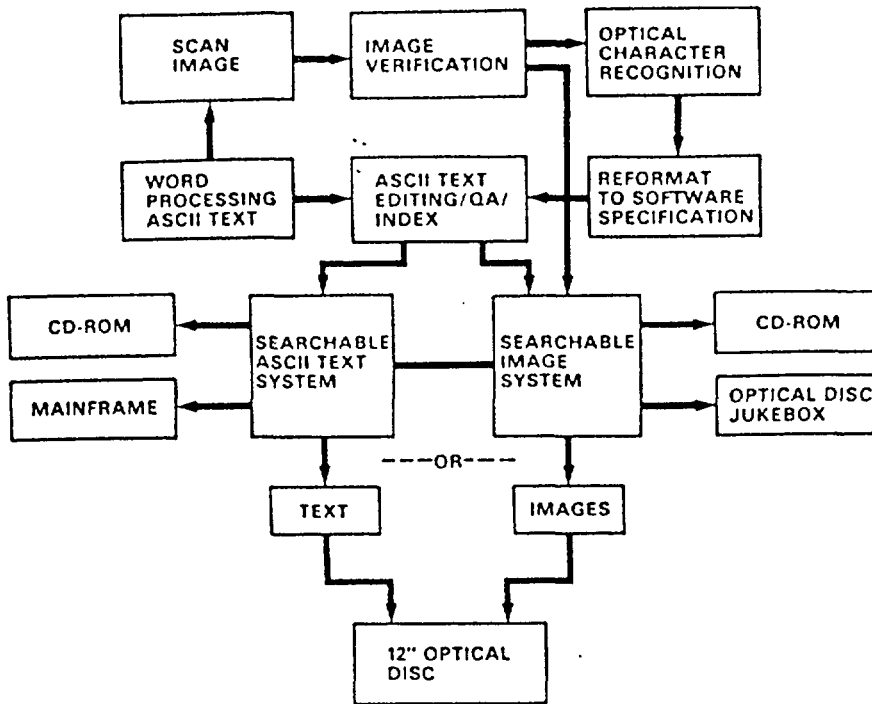 SCAN
IMAGE
IMAGE
VERIFICATION
OPTICAL
CHARACTER
RECOGNITION
WORD
PROCESSING
ASCII TEXT
ASCII TEXT
EDITING/QA/
INDEX
REFORMAT
TO SOFTWARE
SPECIFICATION
CD-ROM
SEARCHABLE
ASCII TEXT
SYSTEM
SEARCHABLE
IMAGE
SYSTEM
CD-ROM
MAINFRAME
OPTICAL DISC
JUKEBOX
----OR----
TEXT
IMAGES
12" OPTICAL
DISC